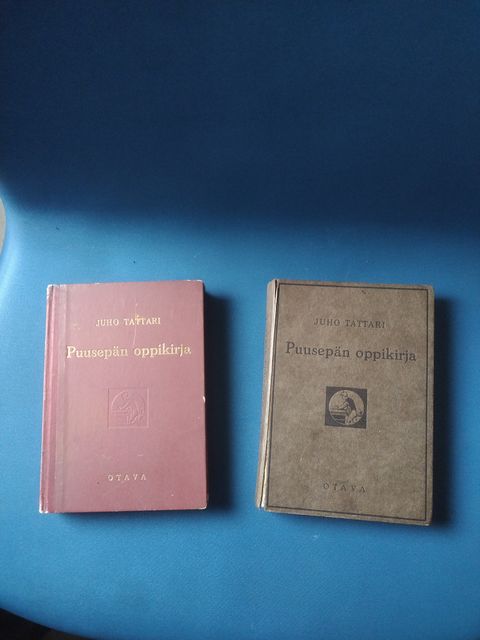 JUHO TATTARI
Puusepän oppikirja
OTAVA
JUHO TATTARI
Puusepän oppikirja
OTAVA